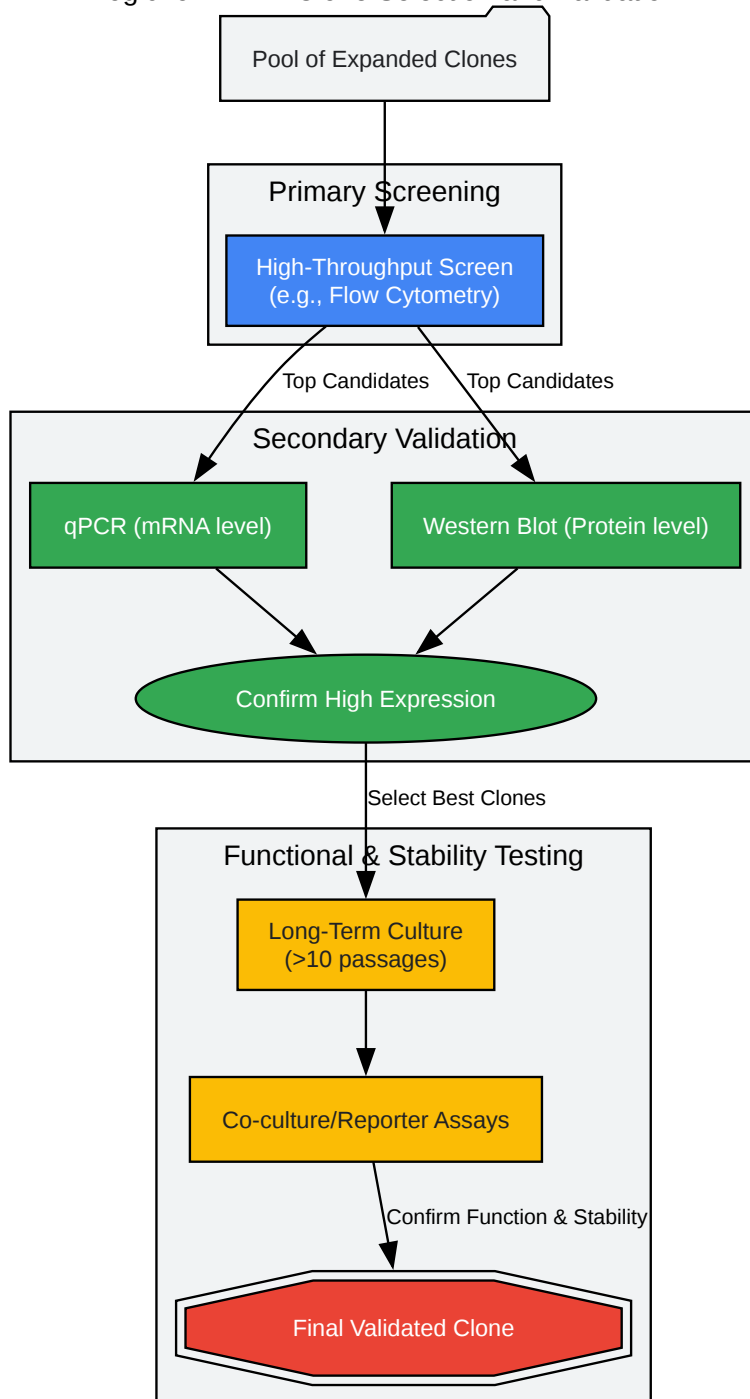 Pool of Expanded Clones
Primary Screening
High-Throughput Screen
(e.g., Flow Cytometry)
Top Candidates
Top Candidates
Secondary Validation
qPCR (mRNA level)
Western Blot (Protein level)
Confirm High Expression
Select Best Clones
Functional & Stability Testing
Long-Term Culture
(>10 passages)
Co-culture/Reporter Assays
Confirm Function & Stability
Final Validated Clone